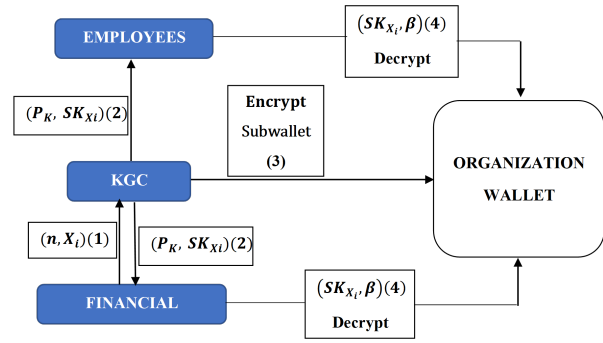 EMPLOYEES
(SK_{X_i}, β)(4)
Decrypt
(P_K, SK_{Xi})(2)
Encrypt
Subwallet
(3)
ORGANIZATION
WALLET
KGC
(n, X_i)(1)
(P_K, SK_{Xi})(2)
FINANCIAL
(SK_{X_i}, β)(4)
Decrypt